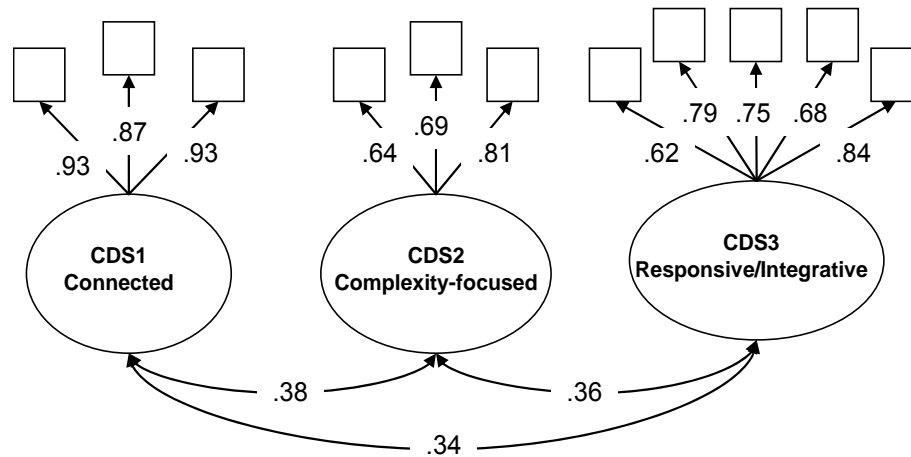 .93
.87
.93
.64
.69
.81
.62
.79
.75
.68
.84
CDS1
Connected
CDS2
Complexity-focused
CDS3
Responsive/Integrative
.38
.36
.34